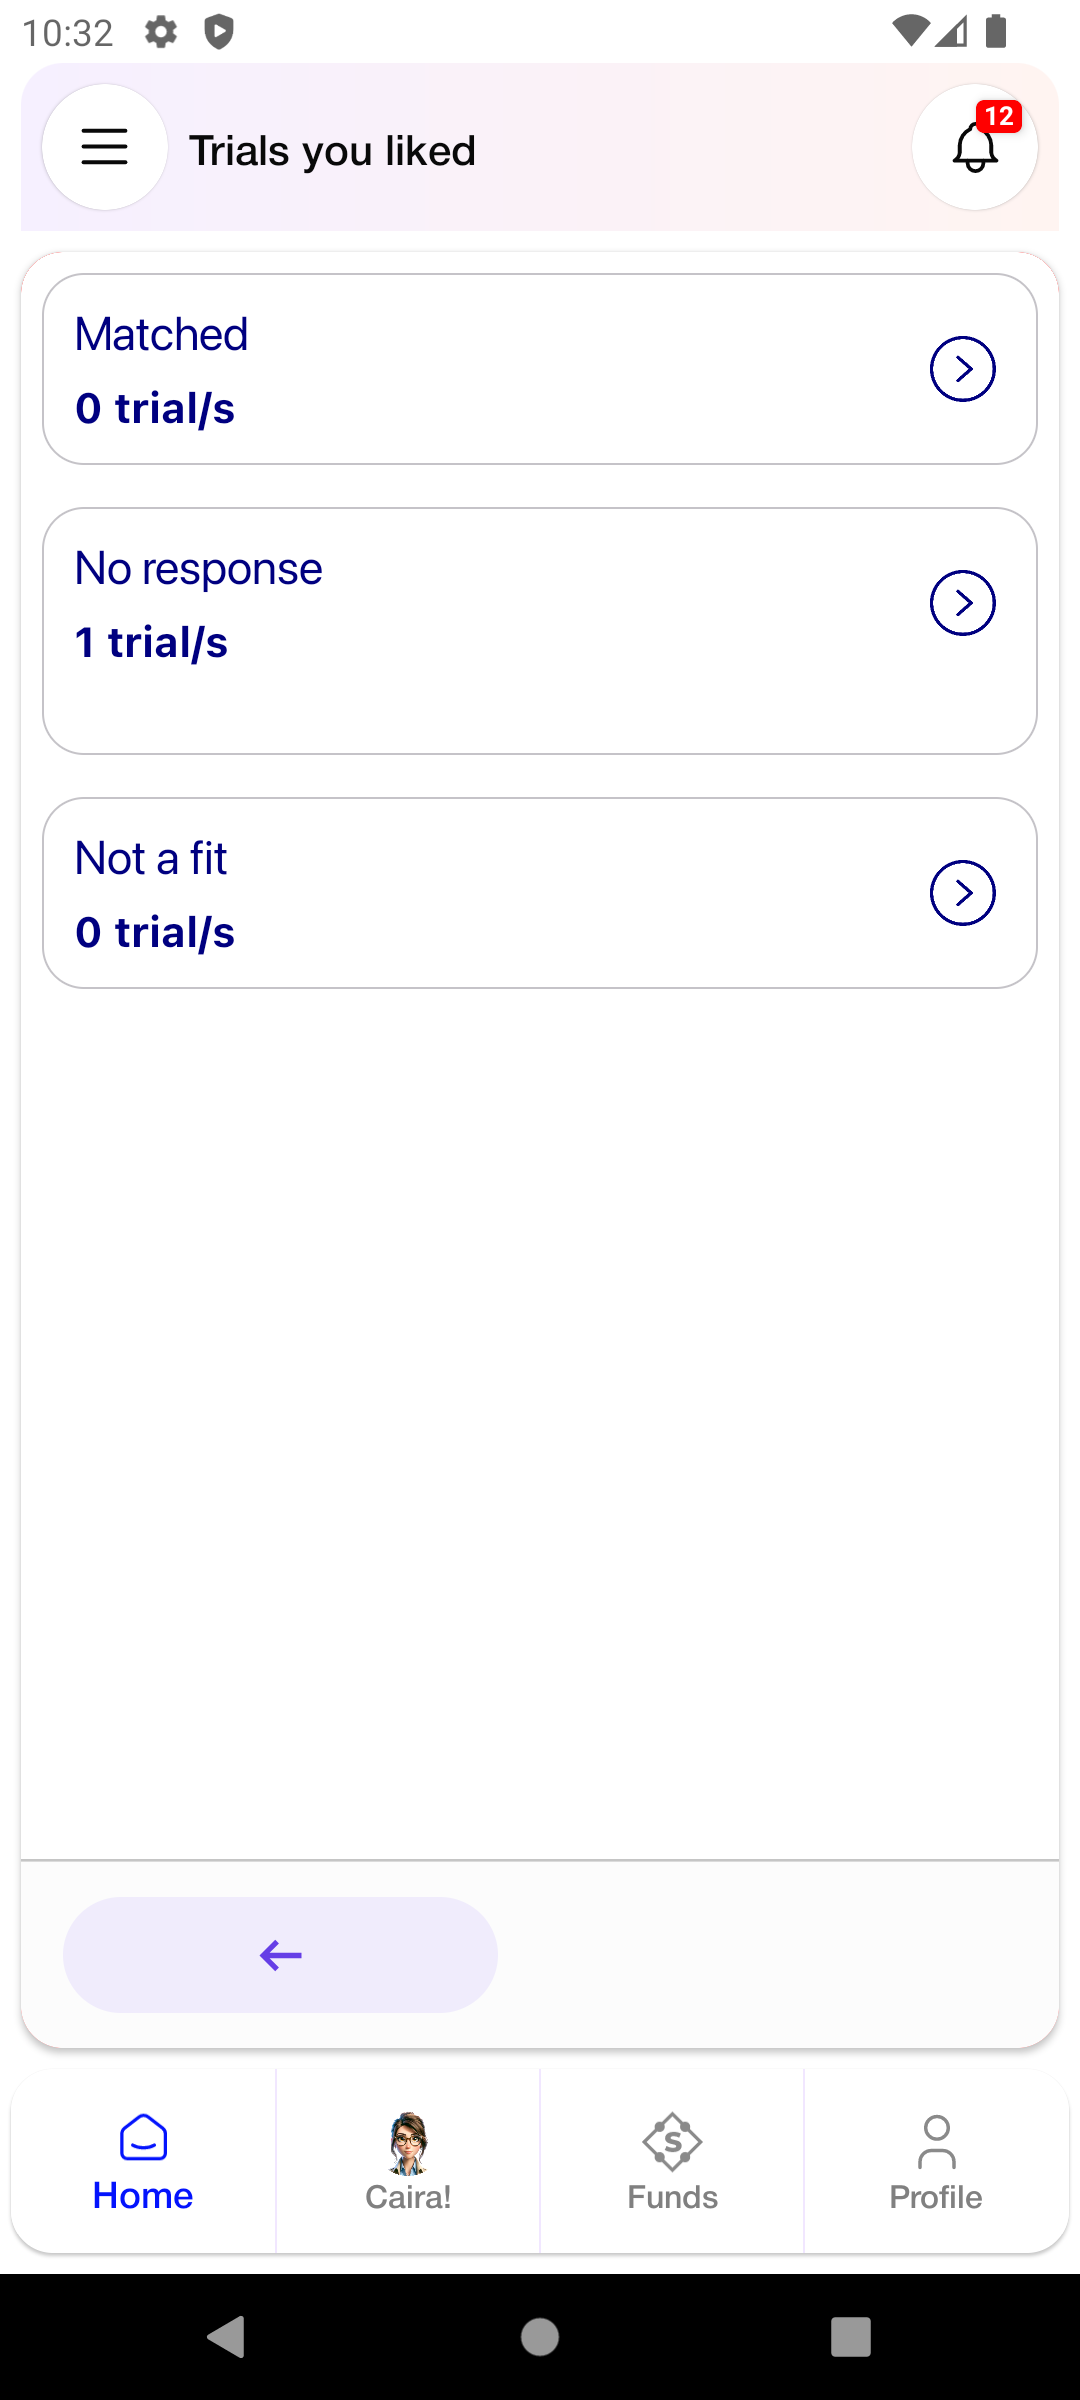 10:32
Trials you liked
12
Matched
0 trial/s
No response
1 trial/s
Not a fit
0 trial/s
Home
Caira!
Funds
Profile